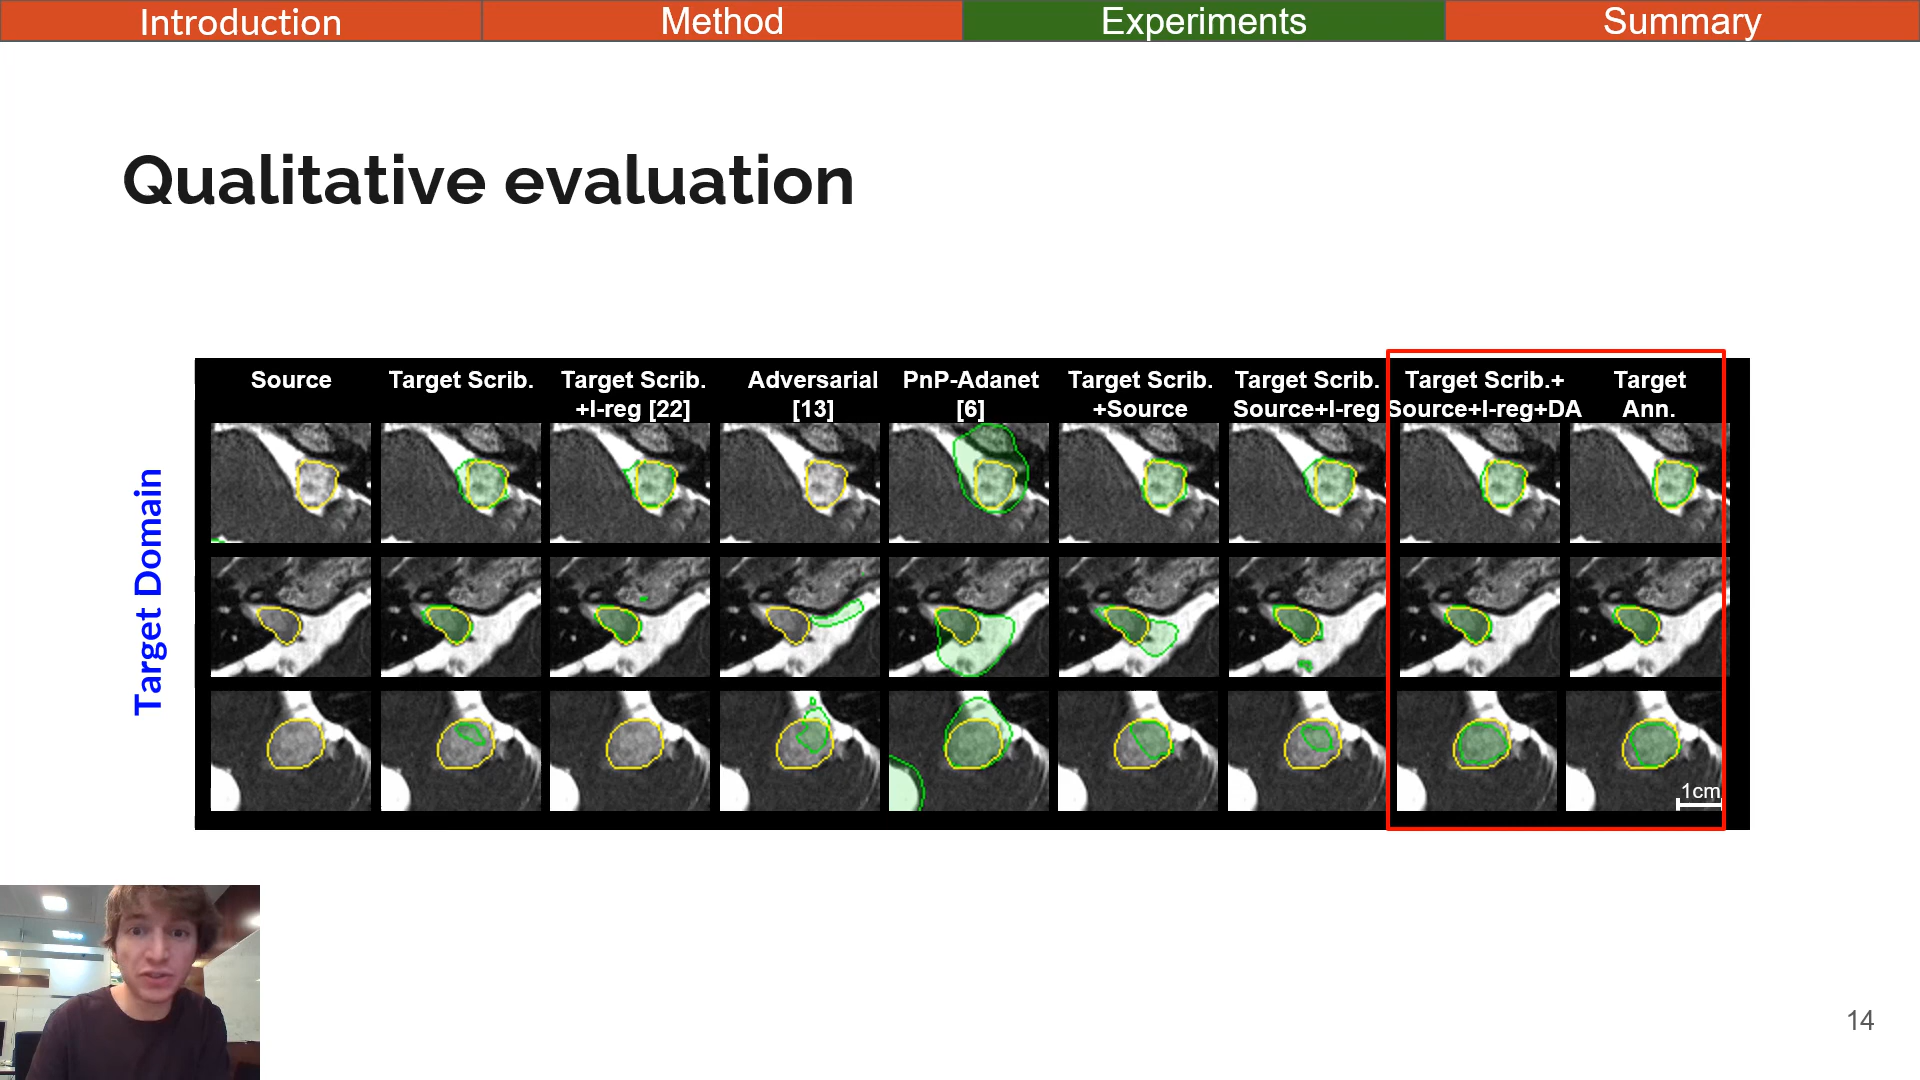 Introduction Method Experiments Summary
Qualitative evaluation
Target Domain
Source Target Scrib. Target Scrib. Adversarial PnP-Adanet Target Scrib. Target Scrib. Target Scrib.+ Target
+I-reg [22] [13] [6] +Source Source+I-reg Source+I-reg+DA Ann.
1cm
14